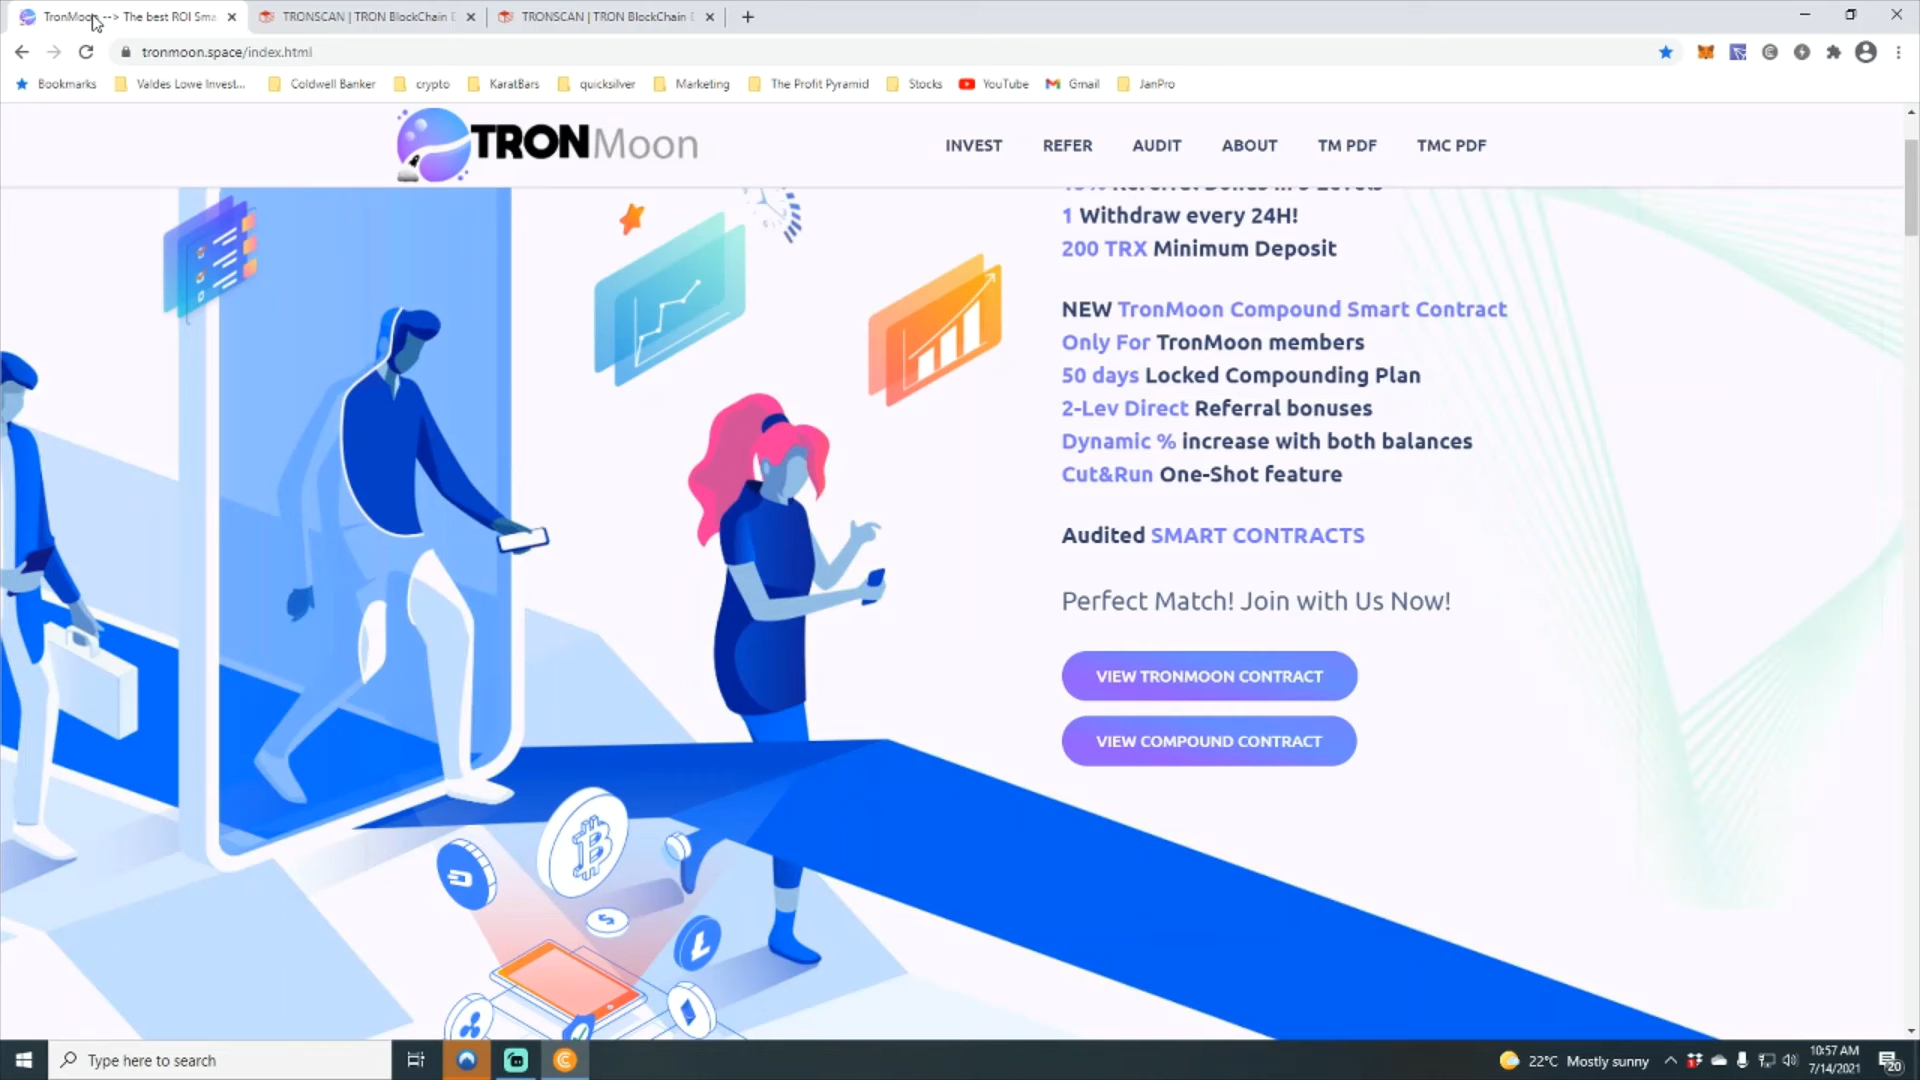 TronMoon --> The best ROI Sma
TRONSCAN | TRON BlockChain E
TRONSCAN | TRON BlockChain E
tronmoon.space/index.html
Bookmarks
Valdes Lowe Invest...
Coldwell Banker
crypto
KaratBars
quicksilver
Marketing
The Profit Pyramid
Stocks
YouTube
Gmail
JanPro
TRONMoon
INVEST
REFER
AUDIT
ABOUT
TM PDF
TMC PDF
1 Withdraw every 24H!
200 TRX Minimum Deposit
NEW TronMoon Compound Smart Contract
Only For TronMoon members
50 days Locked Compounding Plan
2-Lev Direct Referral bonuses
Dynamic % increase with both balances
Cut&Run One-Shot feature
Audited SMART CONTRACTS
Perfect Match! Join with Us Now!
VIEW TRONMOON CONTRACT
VIEW COMPOUND CONTRACT
Type here to search
22°C Mostly sunny
10:57 AM
7/14/2021
20